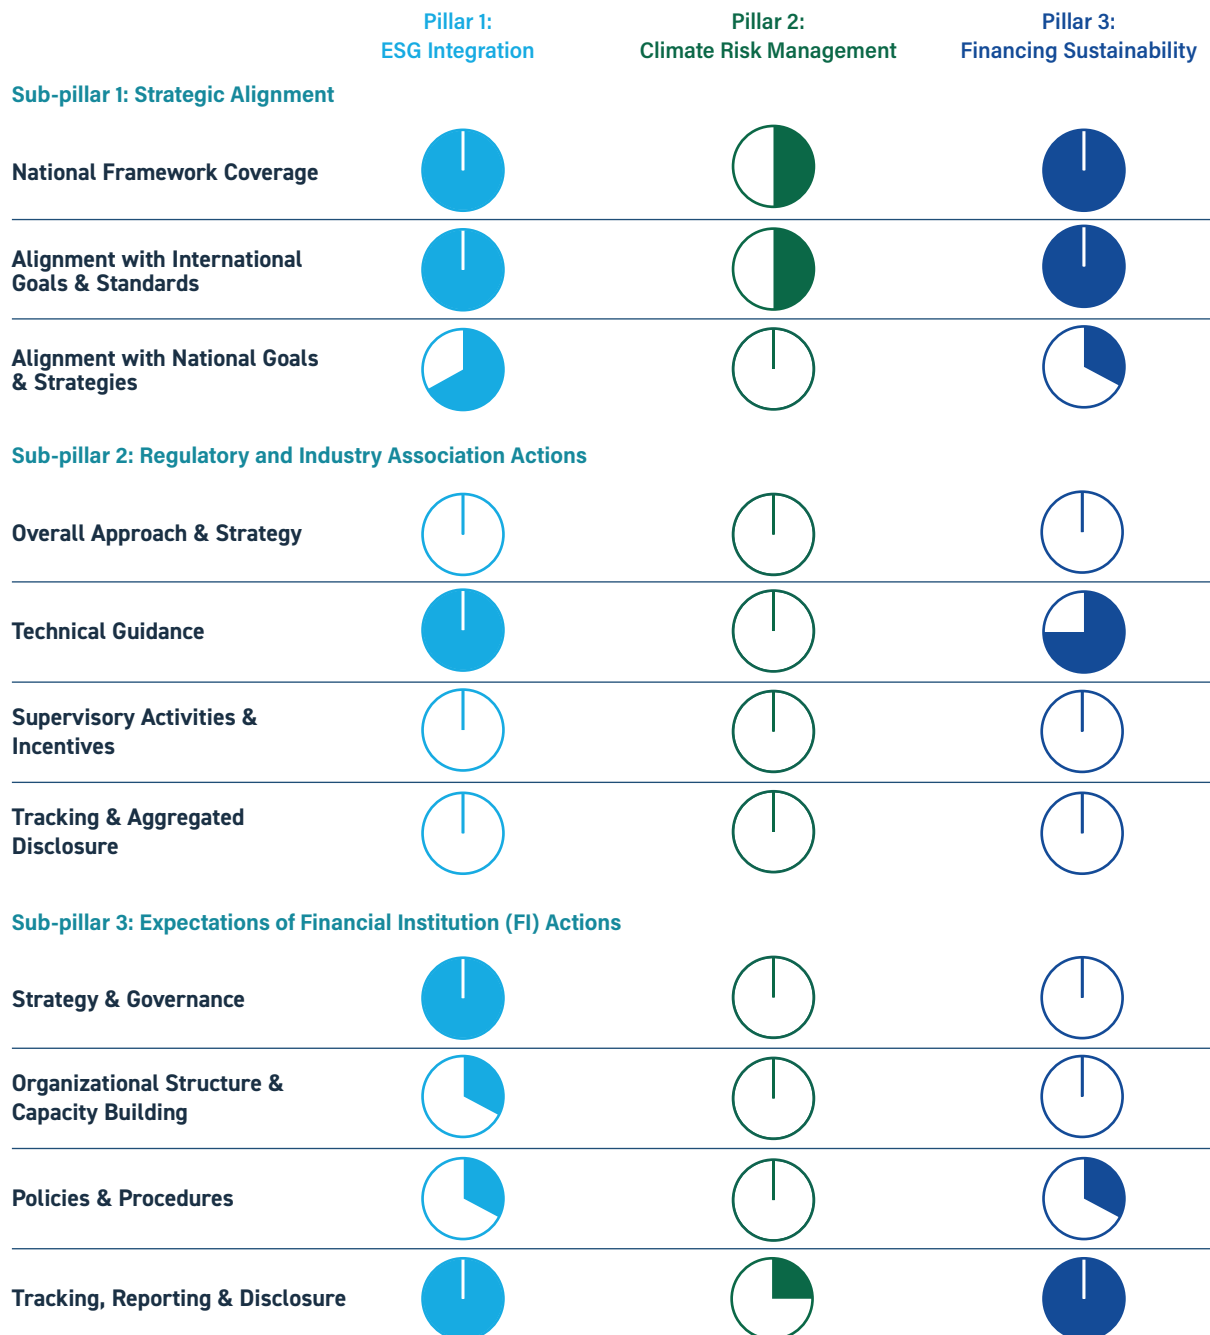 Pillar 1:
ESG Integration
Pillar 2:
Climate Risk Management
Pillar 3:
Financing Sustainability
Sub-pillar 1: Strategic Alignment
National Framework Coverage
Alignment with International
Goals & Standards
Alignment with National Goals
& Strategies
Sub-pillar 2: Regulatory and Industry Association Actions
Overall Approach & Strategy
Technical Guidance
Supervisory Activities &
Incentives
Tracking & Aggregated
Disclosure
Sub-pillar 3: Expectations of Financial Institution (FI) Actions
Strategy & Governance
Organizational Structure &
Capacity Building
Policies & Procedures
Tracking, Reporting & Disclosure